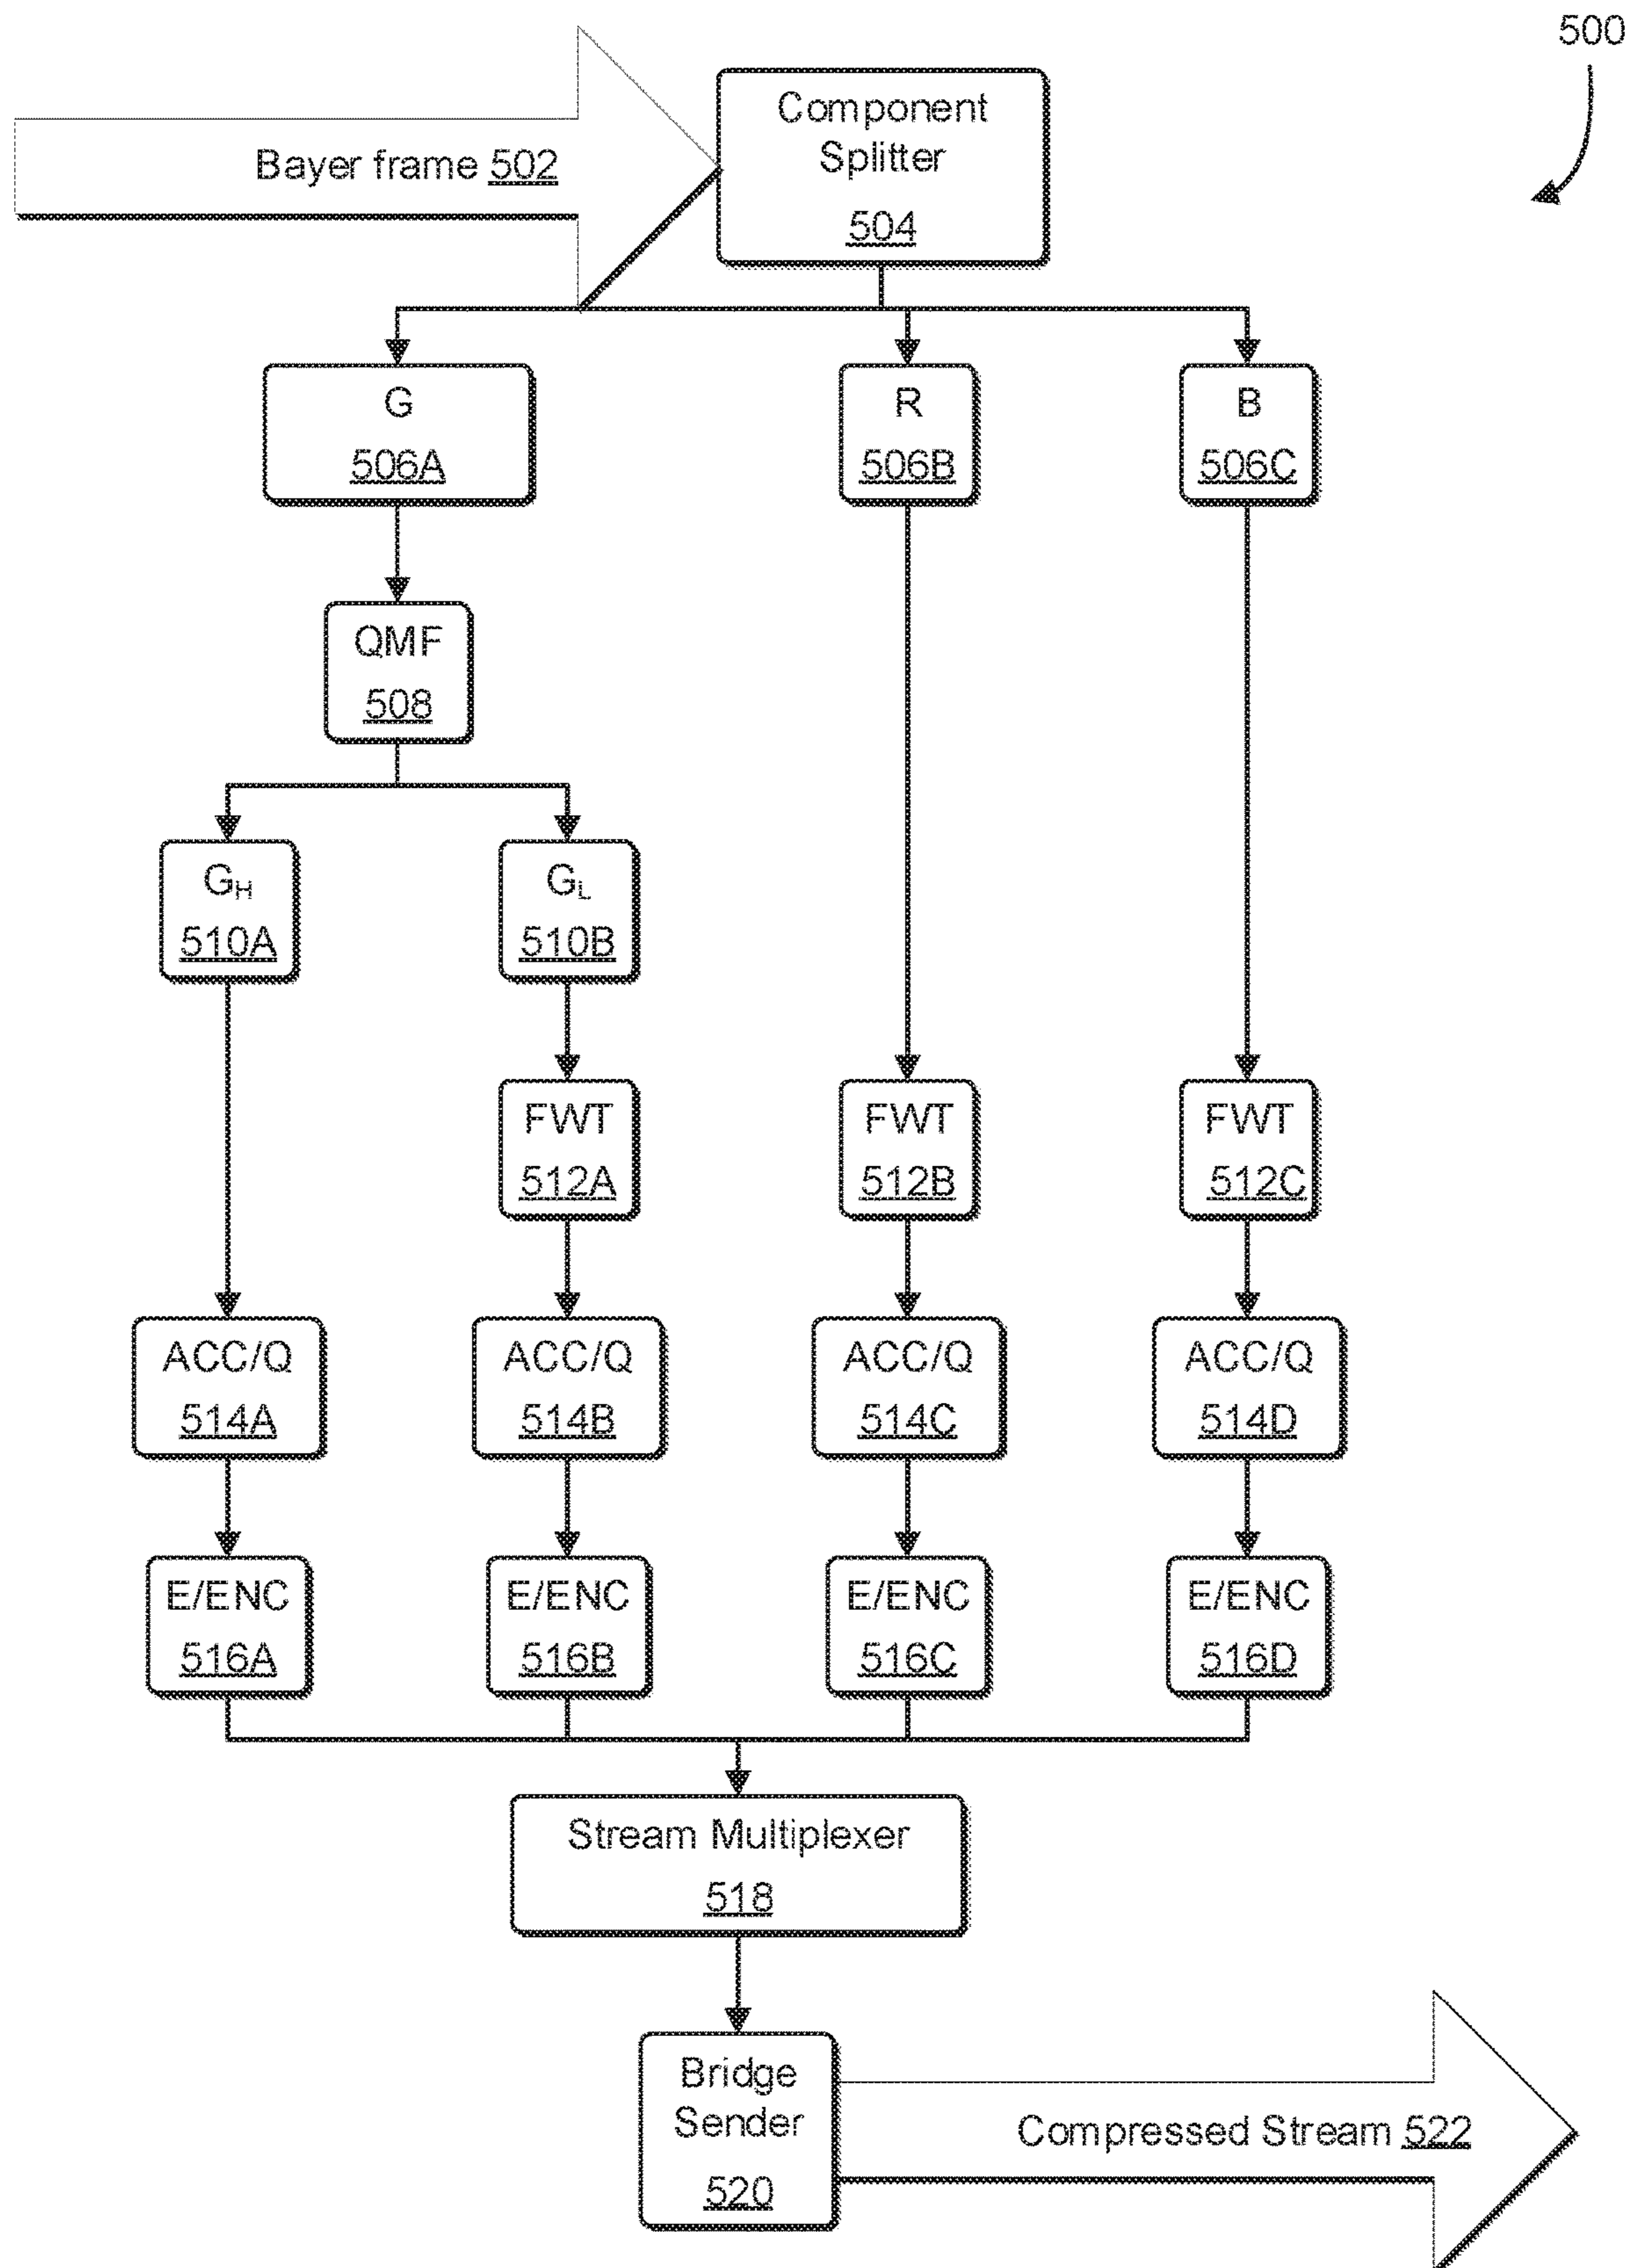 500
Component
Splitter
504
Bayer frame 502
G
506A
R
506B
B
506C
QMF
508
GH
510A
GL
510B
FWT
512A
FWT
512B
FWT
512C
ACC/Q
514A
ACC/Q
514B
ACC/Q
514C
ACC/Q
514D
E/ENC
516A
E/ENC
516B
E/ENC
516C
E/ENC
516D
Stream Multiplexer
518
Bridge
Sender
520
Compressed Stream 522